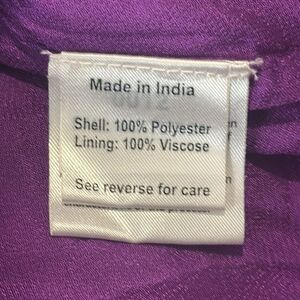 Made in India
Shell: 100% Polyester
Lining: 100% Viscose
See reverse for care